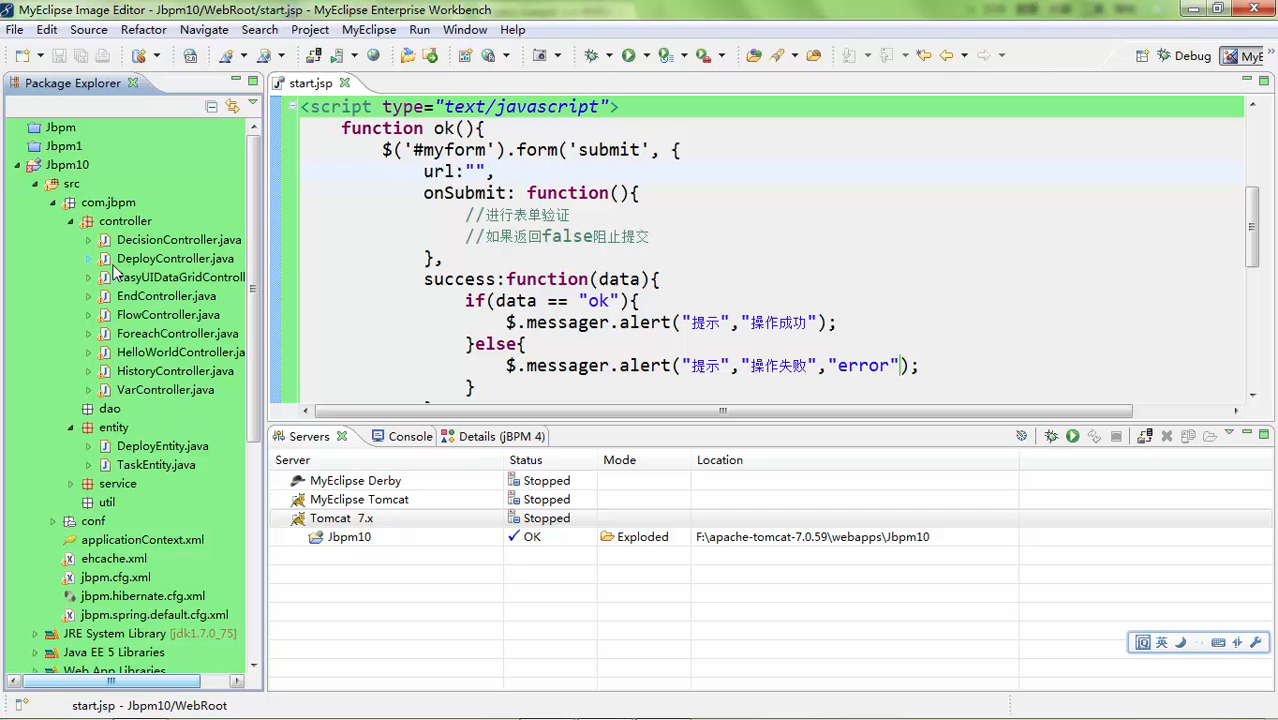 MyEclipse Image Editor - Jbpm10/WebRoot/start.jsp - MyEclipse Enterprise Workbench
File Edit Source Refactor Navigate Search Project MyEclipse Run Window Help
Debug MyE
Package Explorer
Jbpm
Jbpm1
Jbpm10
src
com.jbpm
controller
DecisionController.java
DeployController.java
EasyUIDataGridControll
EndController.java
FlowController.java
ForeachController.java
HelloWorldController.ja
HistoryController.java
VarController.java
dao
entity
DeployEntity.java
TaskEntity.java
service
util
conf
applicationContext.xml
ehcache.xml
jbpm.cfg.xml
jbpm.hibernate.cfg.xml
jbpm.spring.default.cfg.xml
JRE System Library [jdk1.7.0_75]
Java EE 5 Libraries
Web App Libraries
start.jsp
<script type="text/javascript">
function ok(){
$('#myform').form('submit', {
url:"",
onSubmit: function(){
//进行表单验证
//如果返回false阻止提交
},
success:function(data){
if(data == "ok"){
$.messager.alert("提示","操作成功");
}else{
$.messager.alert("提示","操作失败","error");
}
Servers Console Details (jBPM 4)
Server Status Mode Location
MyEclipse Derby Stopped
MyEclipse Tomcat Stopped
Tomcat 7.x Stopped
Jbpm10 OK Exploded F:\apache-tomcat-7.0.59\webapps\Jbpm10
英
start.jsp - Jbpm10/WebRoot